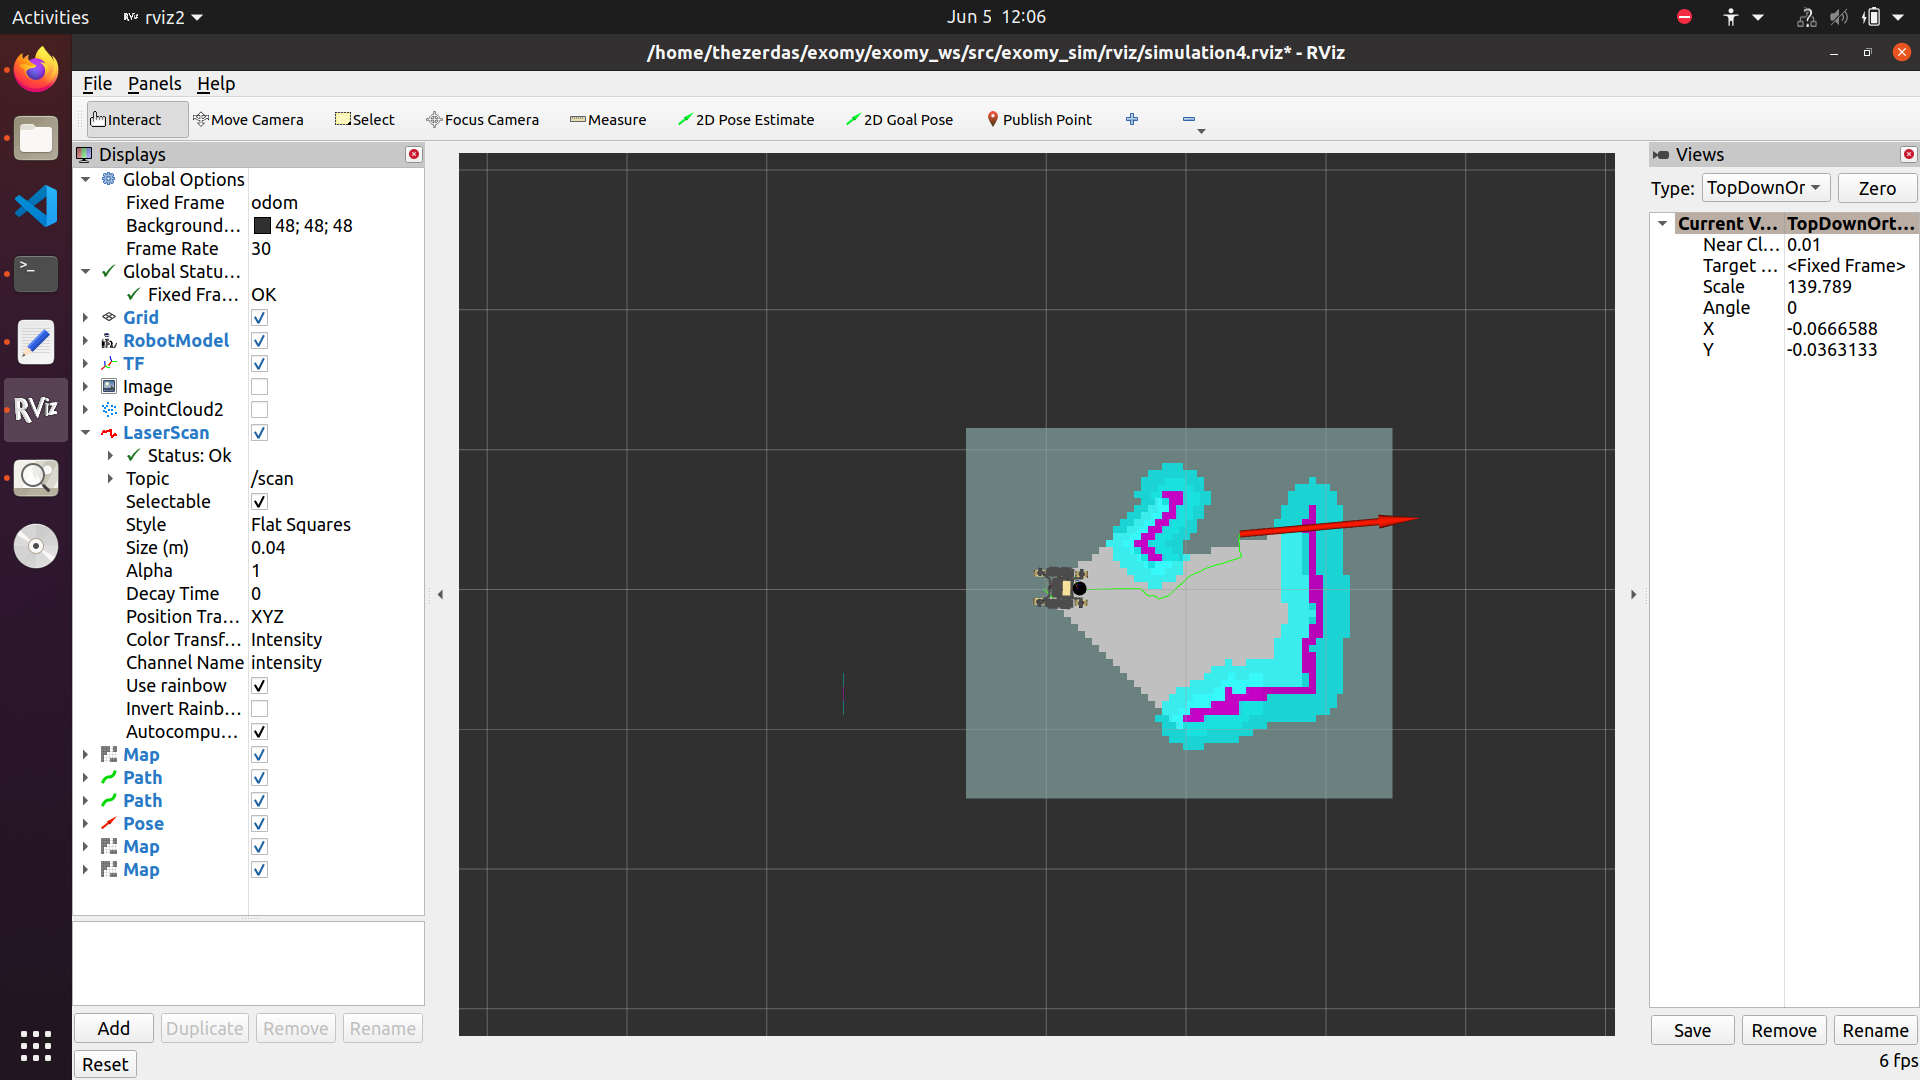 Activities
RViz
rviz2
Jun 5 12:06
/home/thezerdas/exomy/exomy_ws/src/exomy_sim/rviz/simulation4.rviz* - RViz
File Panels Help
Interact Move Camera Select Focus Camera Measure 2D Pose Estimate 2D Goal Pose Publish Point
Displays
Global Options
Fixed Frame odom
Background... 48; 48; 48
Frame Rate 30
Global Statu...
Fixed Fra... OK
Grid
RobotModel
TF
Image
PointCloud2
LaserScan
Status: Ok
Topic /scan
Selectable
Style Flat Squares
Size (m) 0.04
Alpha 1
Decay Time 0
Position Tra... XYZ
Color Transf... Intensity
Channel Name intensity
Use rainbow
Invert Rainb...
Autocompu...
Map
Path
Path
Pose
Map
Map
Add Duplicate Remove Rename
Reset
Views
Type: TopDownOr Zero
Current V... TopDownOrt...
Near Cl... 0.01
Target ... <Fixed Frame>
Scale 139.789
Angle 0
X -0.0666588
Y -0.0363133
Save Remove Rename
6 fps
RViz